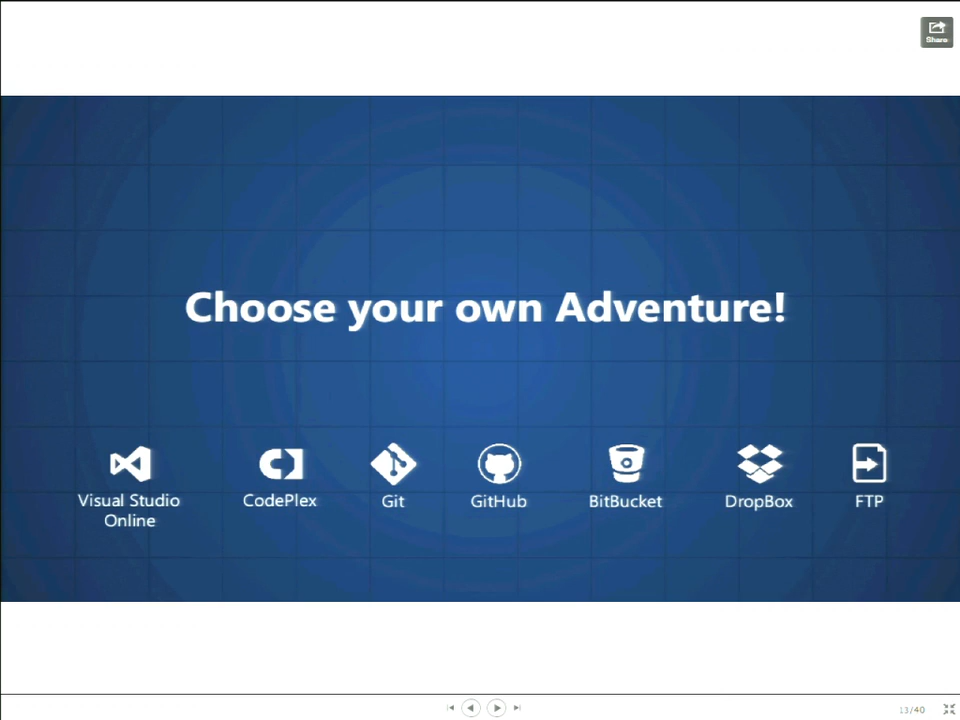 Share
Choose your own Adventure!
Visual Studio
Online
CodePlex
Git
GitHub
BitBucket
DropBox
FTP
13/40